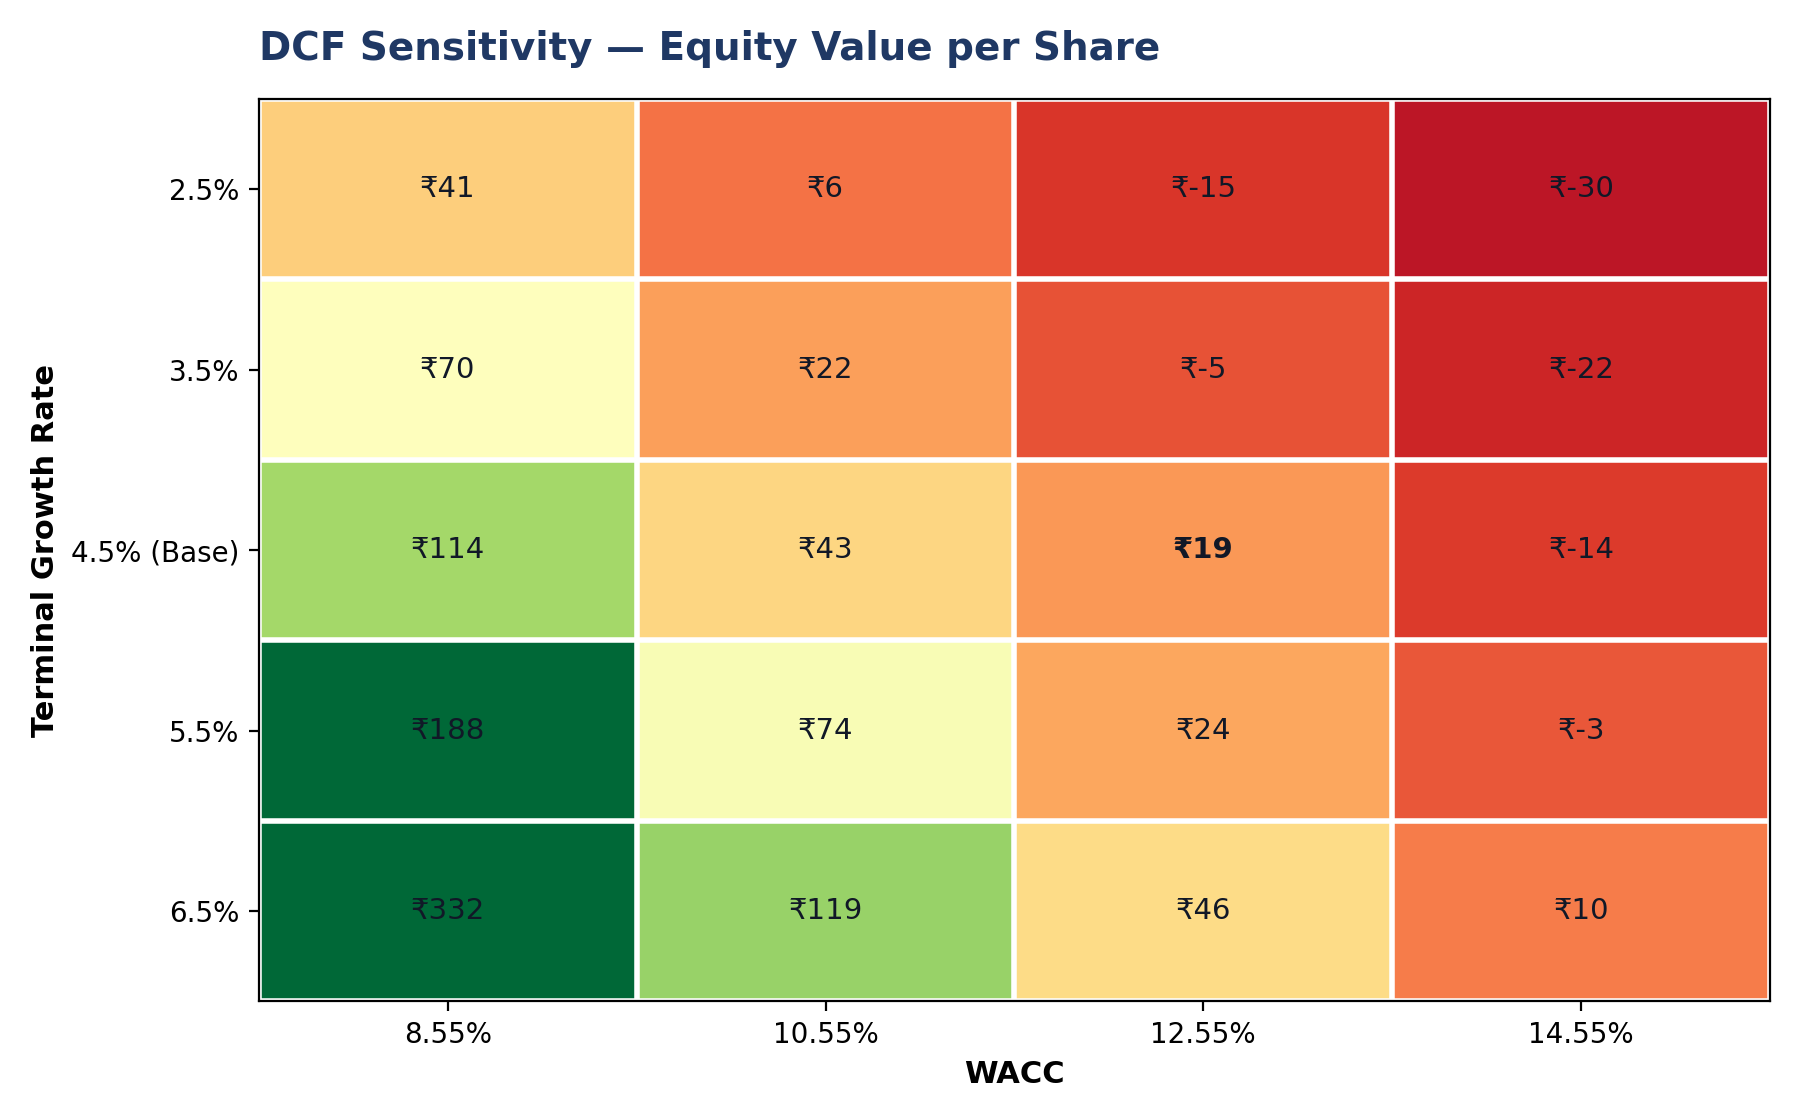 DCF Sensitivity — Equity Value per Share
Terminal Growth Rate
2.5% ₹41 ₹6 ₹-15 ₹-30
3.5% ₹70 ₹22 ₹-5 ₹-22
4.5% (Base) ₹114 ₹43 ₹19 ₹-14
5.5% ₹188 ₹74 ₹24 ₹-3
6.5% ₹332 ₹119 ₹46 ₹10
8.55% 10.55% 12.55% 14.55%
WACC